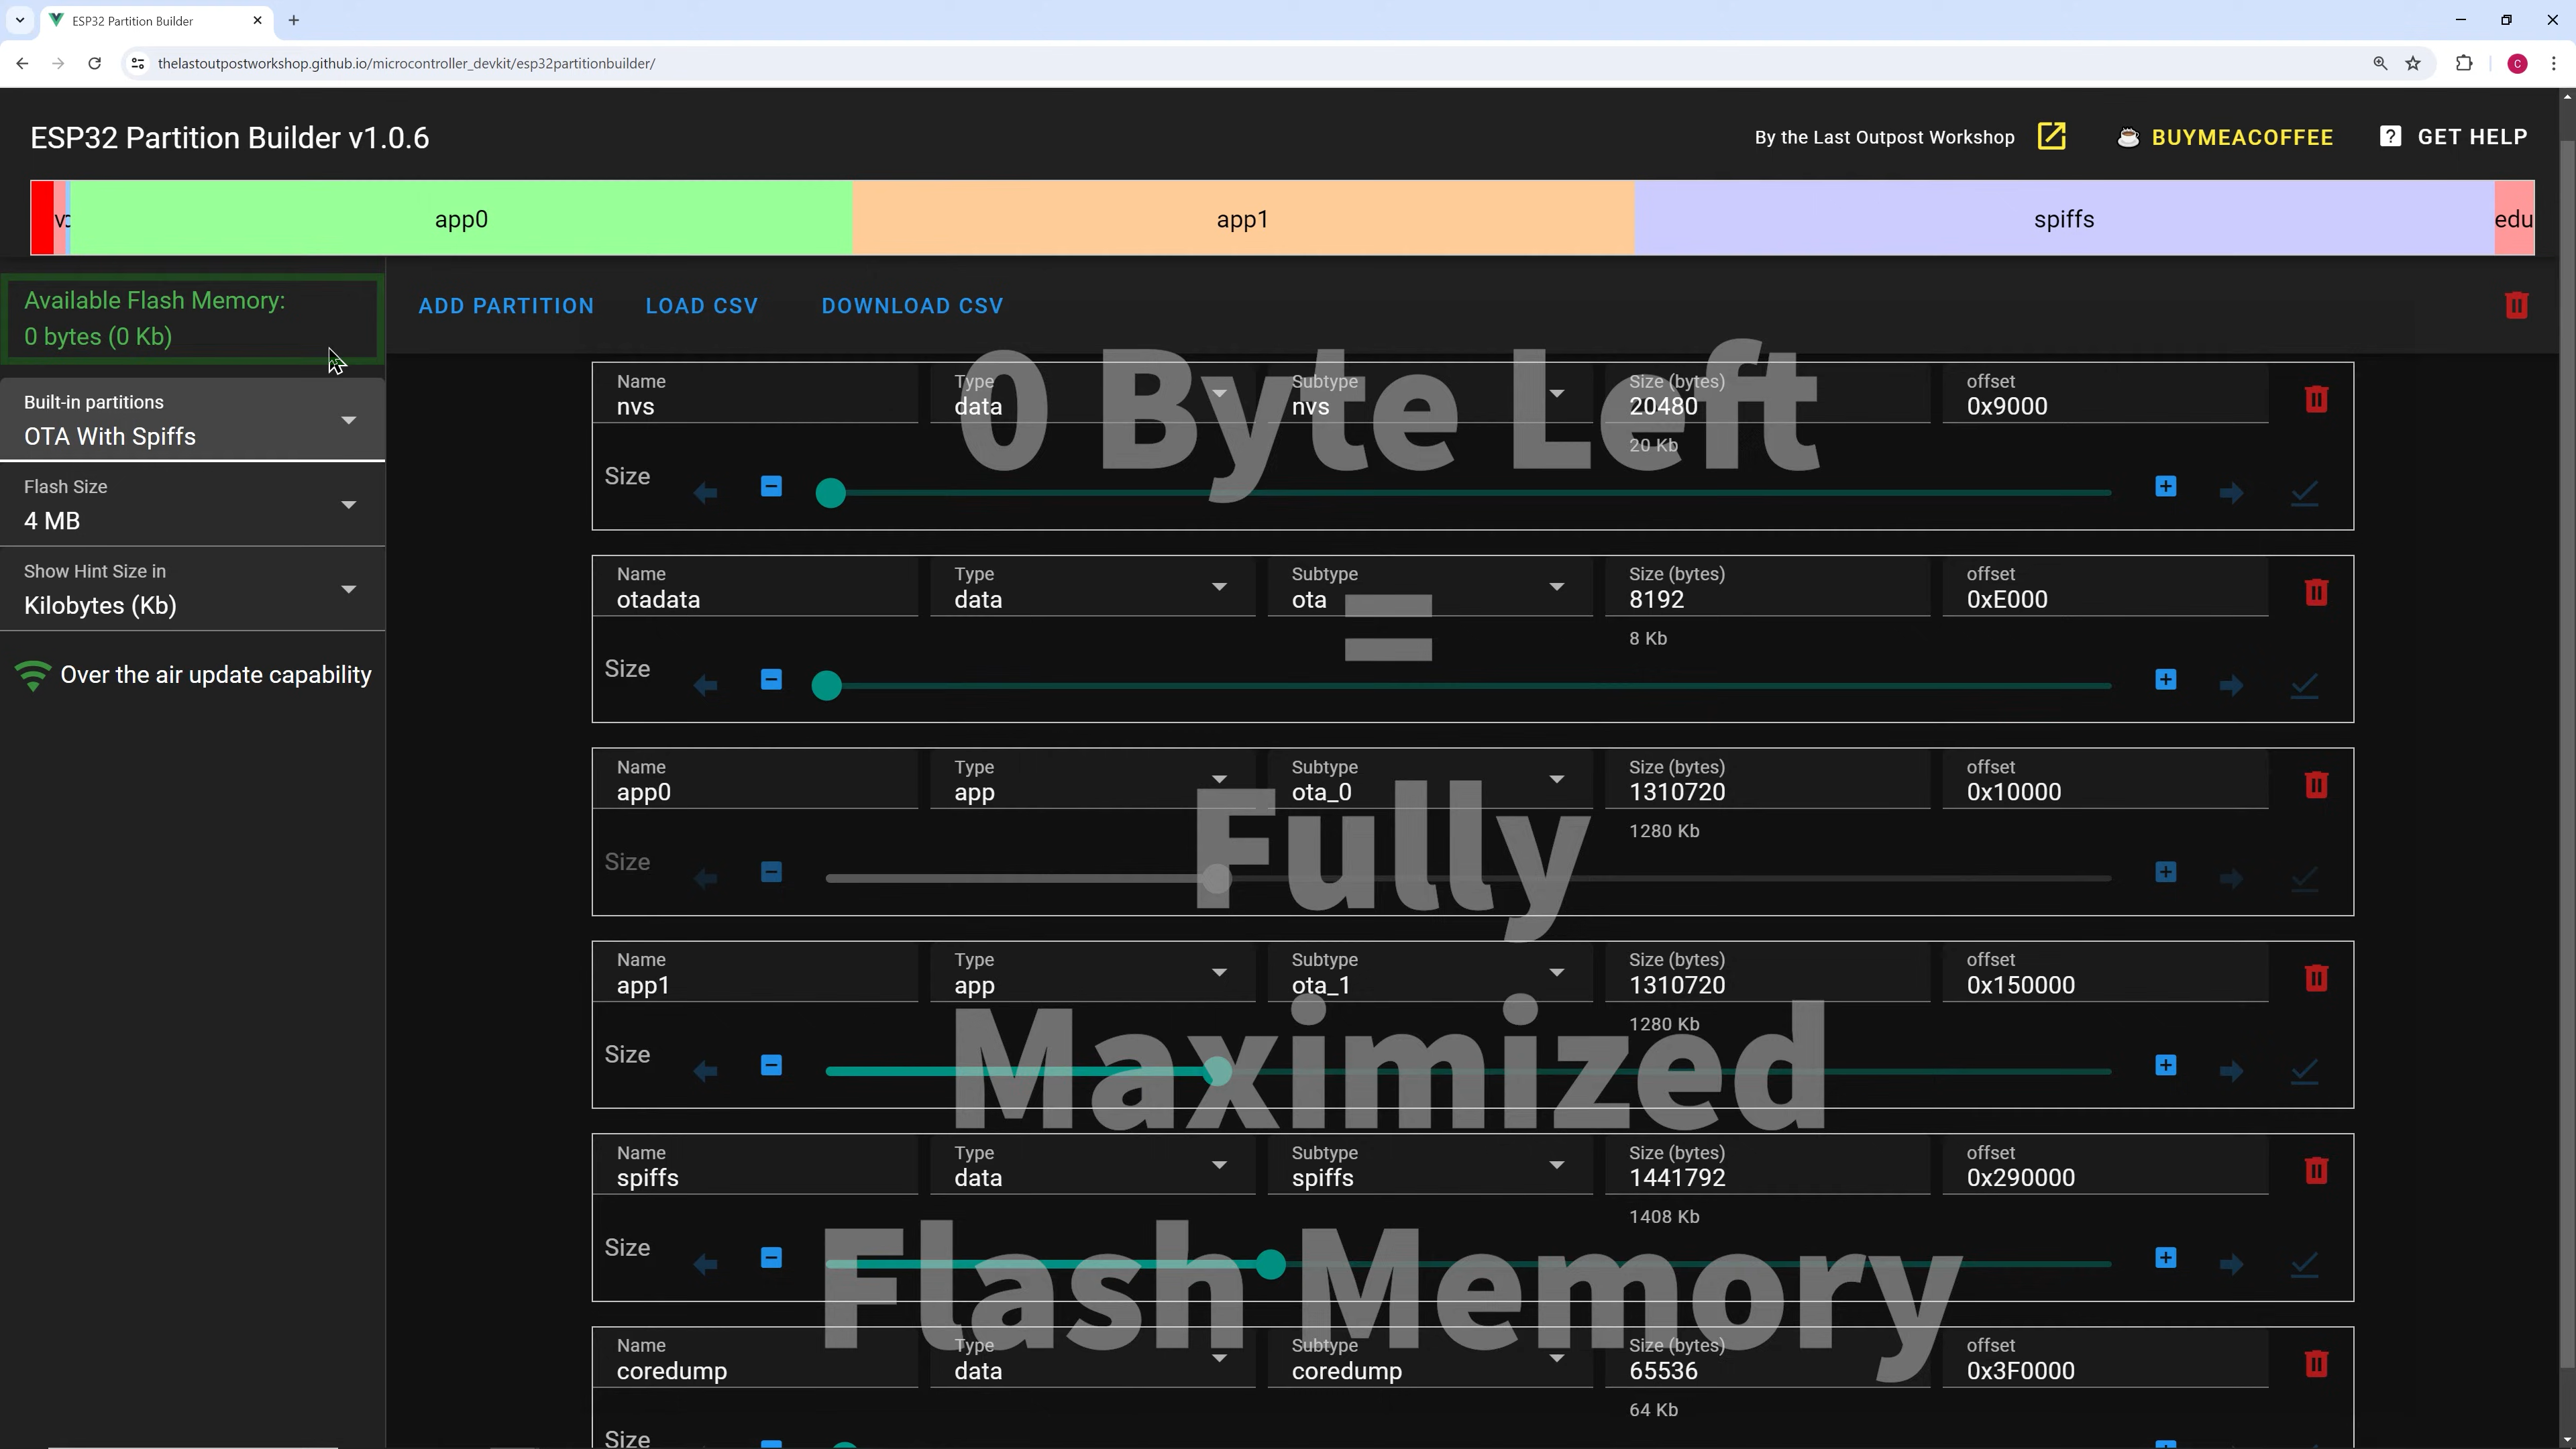 ESP32 Partition Builder
thelastoutpostworkshop.github.io/microcontroller_devkit/esp32partitionbuilder/
C
ESP32 Partition Builder v1.0.6
By the Last Outpost Workshop
BUYMEACOFFEE
GET HELP
app0
app1
spiffs
edu
Available Flash Memory:
0 bytes (0 Kb)
ADD PARTITION
LOAD CSV
DOWNLOAD CSV
Built-in partitions
OTA With Spiffs
Flash Size
4 MB
Show Hint Size in
Kilobytes (Kb)
Over the air update capability
0 Byte Left
=
Fully
Maximized
Flash Memory
Name
nvs
Type
data
Subtype
nvs
Size (bytes)
20480
20 Kb
offset
0x9000
Size
Name
otadata
Type
data
Subtype
ota
Size (bytes)
8192
8 Kb
offset
0xE000
Size
Name
app0
Type
app
Subtype
ota_0
Size (bytes)
1310720
1280 Kb
offset
0x10000
Size
Name
app1
Type
app
Subtype
ota_1
Size (bytes)
1310720
1280 Kb
offset
0x150000
Size
Name
spiffs
Type
data
Subtype
spiffs
Size (bytes)
1441792
1408 Kb
offset
0x290000
Size
Name
coredump
Type
data
Subtype
coredump
Size (bytes)
65536
64 Kb
offset
0x3F0000
Size